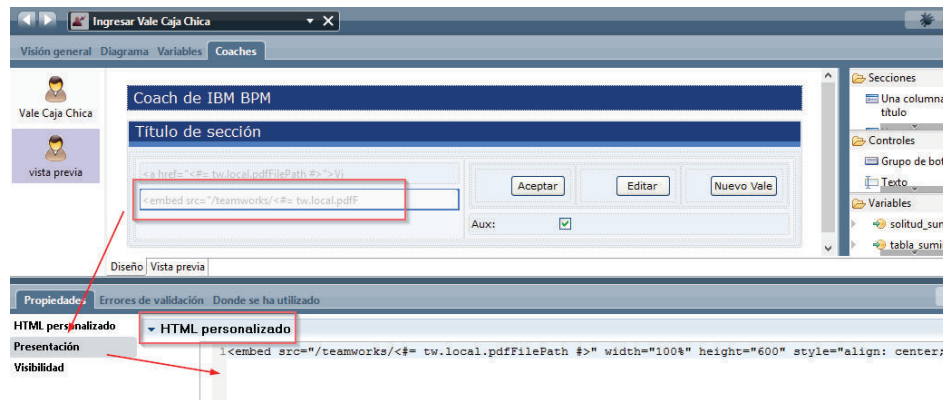 Ingresar Vale Caja Chica
Visión general Diagrama Variables Coaches
Vale Caja Chica
vista previa
Coach de IBM BPM
Título de sección
<a href="<#= tw.local.pdfFilePath #>">Vi
<embed src="/teamworks/<#= tw.local.pdfF
Aceptar Editar Nuevo Vale
Aux:
Secciones
Una columna
título
Controles
Grupo de bot
Texto
Variables
solitud_sur
tabla_sumi
Diseño Vista previa
Propiedades Errores de validación Donde se ha utilizado
HTML personalizado
Presentación
Visibilidad
HTML personalizado
1<embed src="/teamworks/<#= tw.local.pdfFilePath #>" width="100%" height="600" style="align: center;